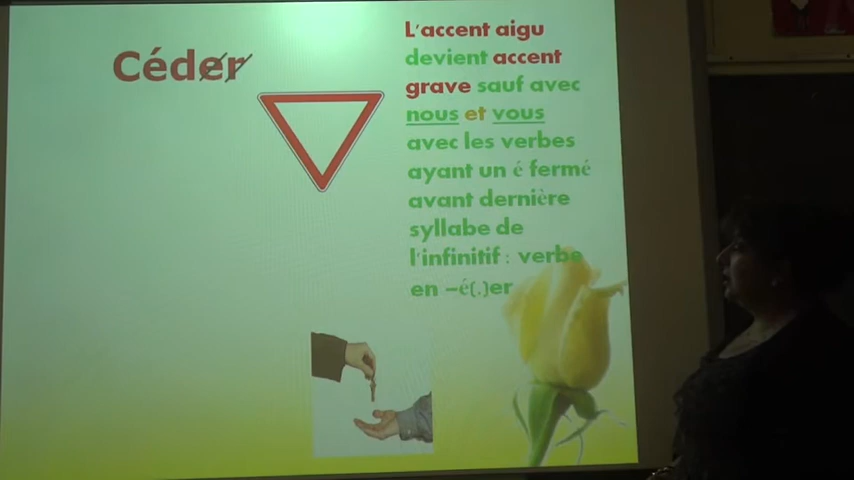 Céder
L'accent aigu
devient accent
grave sauf avec
nous et vous
avec les verbes
ayant un é fermé
avant dernière
syllabe de
l'infinitif : verbe
en –é(.)er